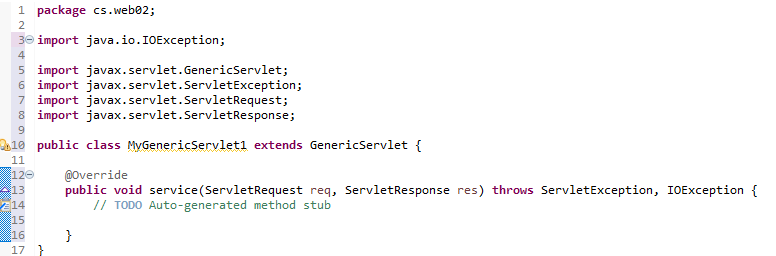 1 package cs.web02;
2
3 import java.io.IOException;
4
5 import javax.servlet.GenericServlet;
6 import javax.servlet.ServletException;
7 import javax.servlet.ServletRequest;
8 import javax.servlet.ServletResponse;
9
10 public class MyGenericServlet1 extends GenericServlet {
11
12     @Override
13     public void service(ServletRequest req, ServletResponse res) throws ServletException, IOException {
14         // TODO Auto-generated method stub
15
16     }
17 }